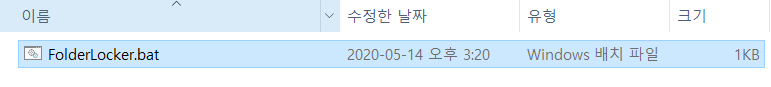 이름 수정한 날짜 유형 크기
FolderLocker.bat 2020-05-14 오후 3:20 Windows 배치 파일 1KB